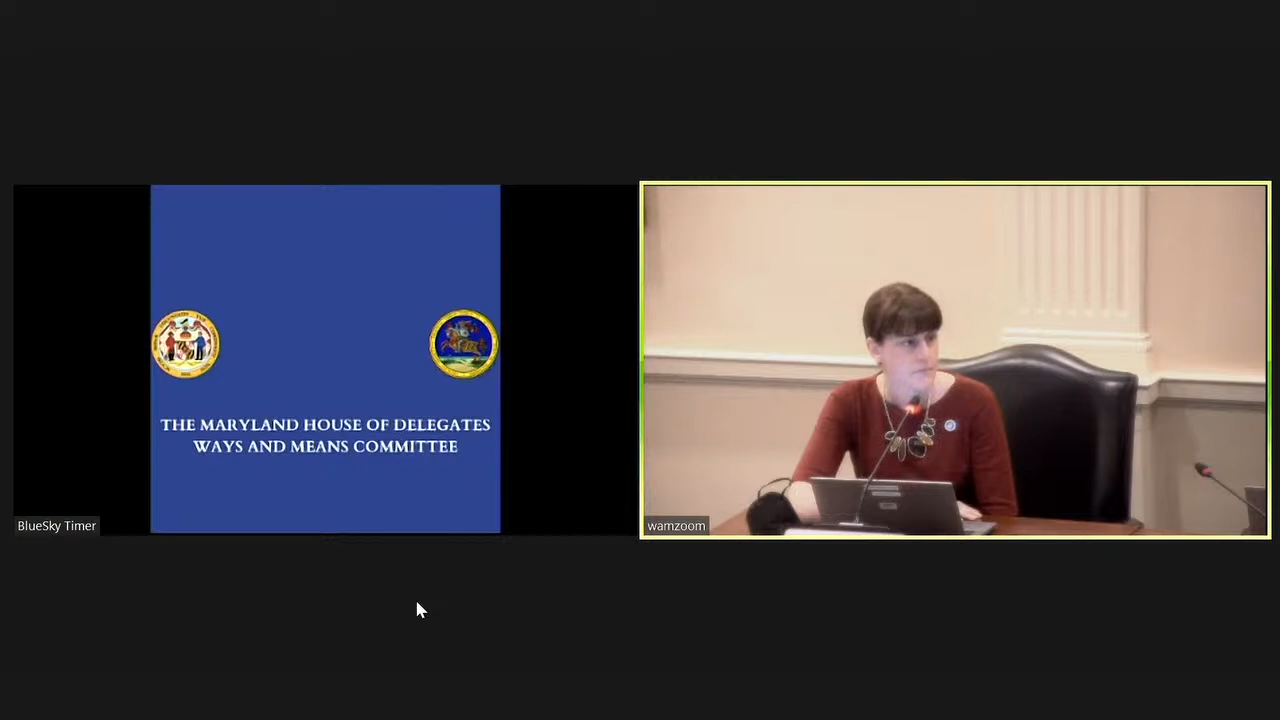 THE MARYLAND HOUSE OF DELEGATES
WAYS AND MEANS COMMITTEE
BlueSky Timer
wamzoom